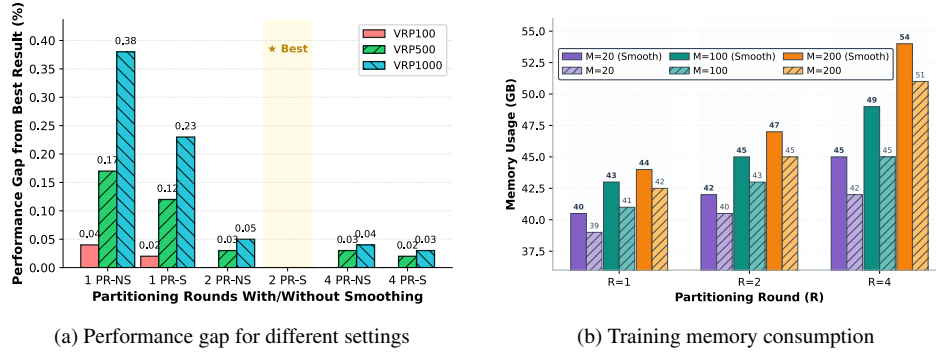 Performance Gap from Best Result (%)
0.40
0.35
0.30
0.25
0.20
0.15
0.10
0.05
0.00
VRP100
VRP500
VRP1000
★ Best
0.04
0.17
0.38
0.02
0.12
0.23
0.03
0.05
0.03
0.04
0.02
0.03
1 PR-NS
1 PR-S
2 PR-NS
2 PR-S
4 PR-NS
4 PR-S
Partitioning Rounds With/Without Smoothing
(a) Performance gap for different settings
Memory Usage (GB)
55.0
52.5
50.0
47.5
45.0
42.5
40.0
37.5
M=20 (Smooth)
M=100 (Smooth)
M=200 (Smooth)
M=20
M=100
M=200
40
39
43
41
44
42
42
40
45
43
47
45
45
42
49
45
54
51
R=1
R=2
R=4
Partitioning Round (R)
(b) Training memory consumption